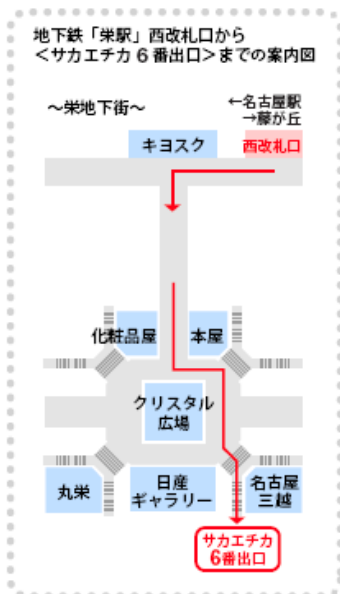 地下鉄「栄駅」西改札口から
＜サカエチカ6番出口＞までの案内図
～栄地下街～
←名古屋駅
→藤が丘
キヨスク
西改札口
化粧品屋
本屋
クリスタル
広場
丸栄
日産
ギャラリー
名古屋
三越
サカエチカ
6番出口